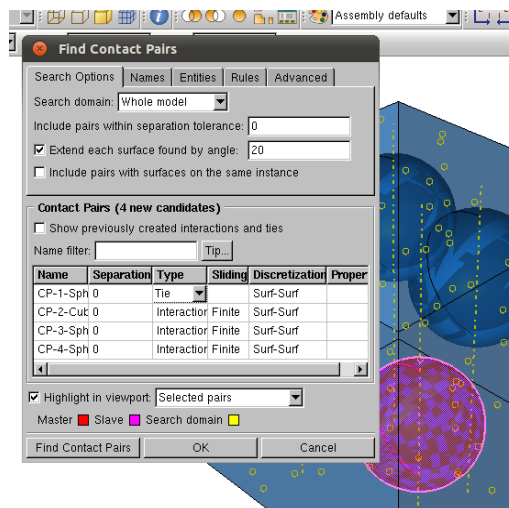 Assembly defaults
Find Contact Pairs
Search Options Names Entities Rules Advanced
Search domain: Whole model
Include pairs within separation tolerance: 0
Extend each surface found by angle: 20
Include pairs with surfaces on the same instance
Contact Pairs (4 new candidates)
Show previously created interactions and ties
Name filter: Tip...
Name Separation Type Sliding Discretization Proper
CP-1-Sph 0 Tie Surf-Surf
CP-2-Cub 0 Interaction Finite Surf-Surf
CP-3-Sph 0 Interaction Finite Surf-Surf
CP-4-Sph 0 Interaction Finite Surf-Surf
Highlight in viewport: Selected pairs
Master Slave Search domain
Find Contact Pairs OK Cancel